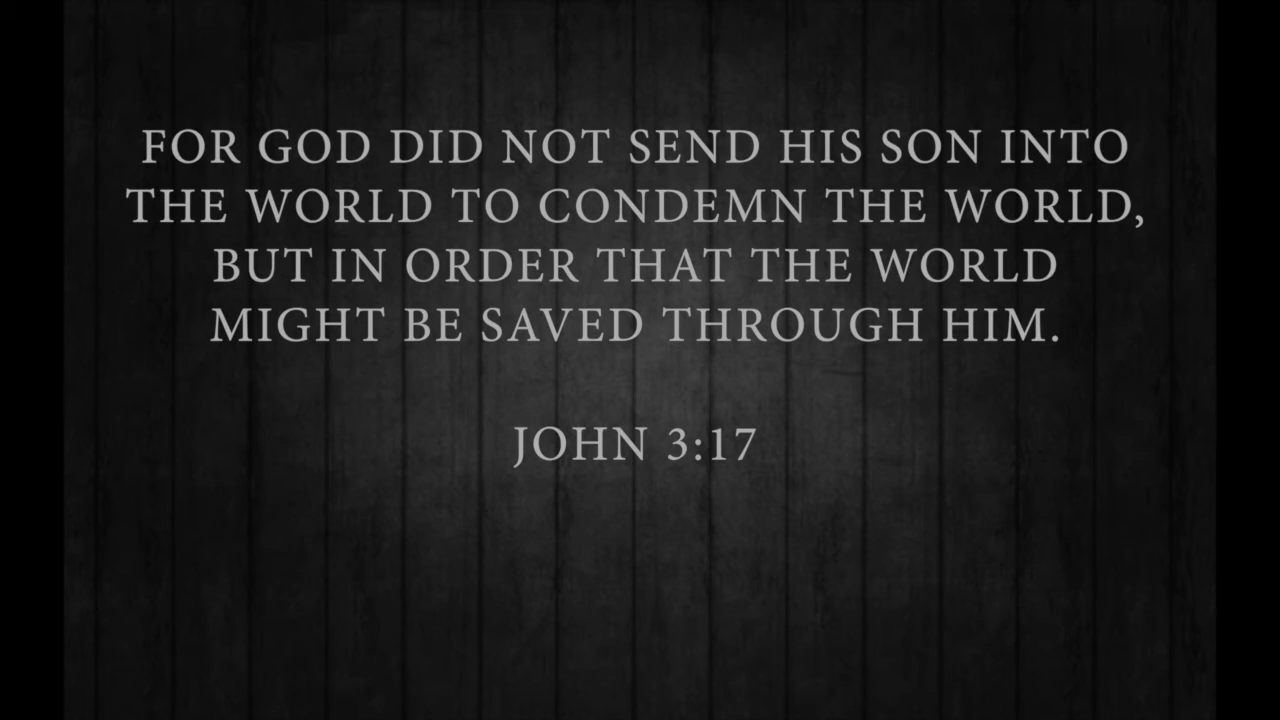 FOR GOD DID NOT SEND HIS SON INTO
THE WORLD TO CONDEMN THE WORLD,
BUT IN ORDER THAT THE WORLD
MIGHT BE SAVED THROUGH HIM.
JOHN 3:17